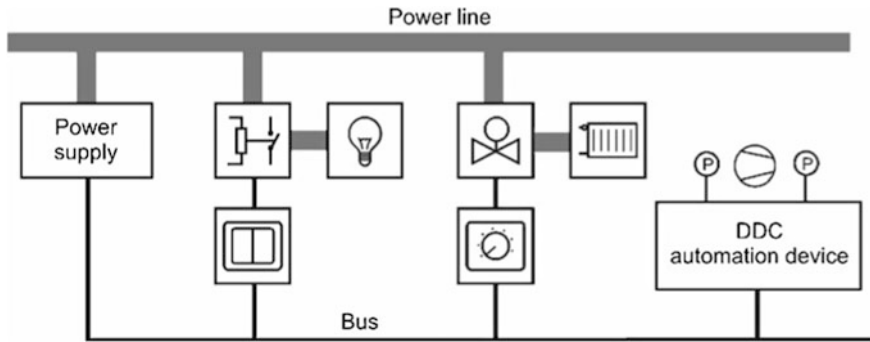 Power line
Power
supply
P
P
DDC
automation device
Bus